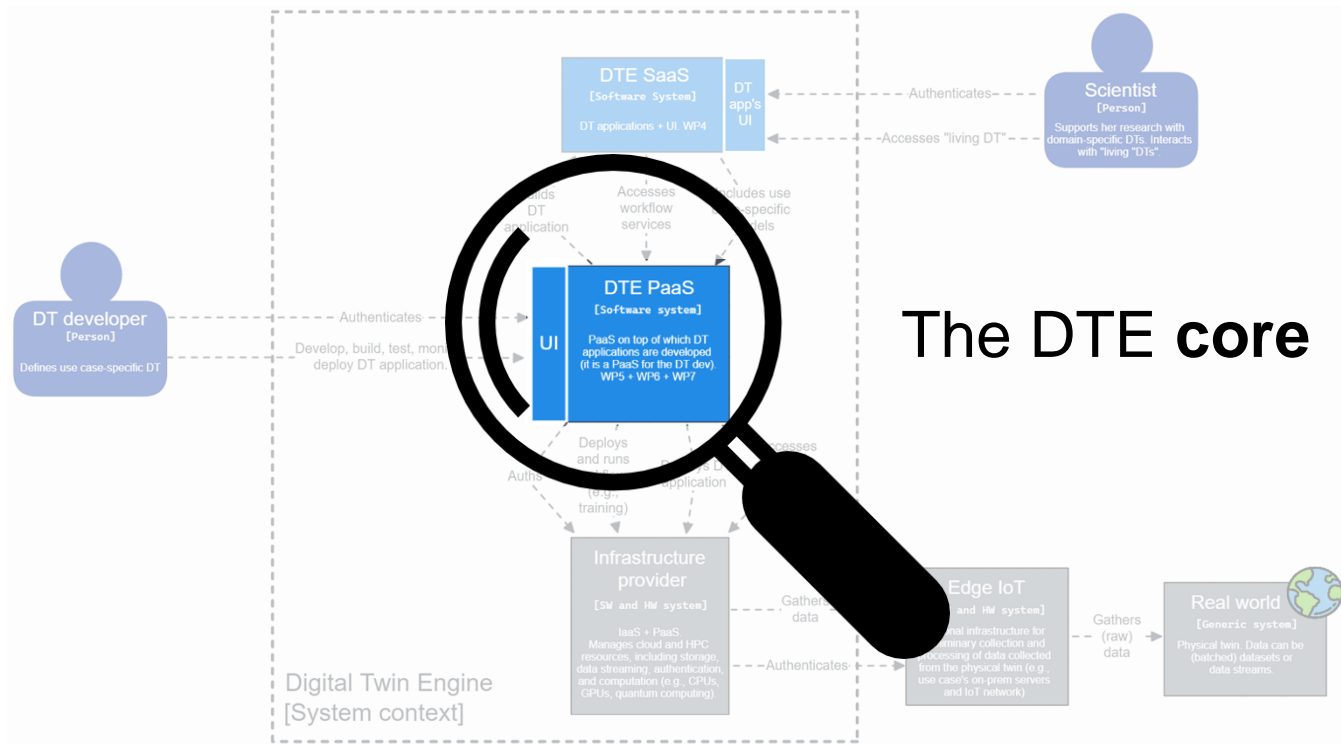 DTE SaaS
[Software System]
DT applications + UI. WP4
DT
app's
UI
Authenticates
Accesses "living DT"
Scientist
[Person]
Supports her research with
domain-specific DTs. Interacts
with "living "DTs".
DT
application
Accesses
workflow
services
includes use
DT developer
[Person]
Defines use case-specific DT
Authenticates
Develop, build, test,
deploy DT application.
UI
DTE PaaS
[Software system]
PaaS on top of which DT
applications are developed
(it is a PaaS for the DT dev).
WP5 + WP6 + WP7
The DTE core
Auths
Deploys
and runs
(e.g.,
training)
application
Infrastructure
provider
[SW and HW system]
IaaS + PaaS.
Manages cloud and HPC
resources, including storage,
data streaming, authentication,
and computation (e.g., CPUs,
GPUs, quantum computing)
Gathers
data
Authenticates
Edge IoT
and HW system]
infrastructure for
collection and
processing of data collected
from the physical twin (e.g.,
use case's on-prem servers
and IoT network)
Gathers
(raw)
data
Real world
[Generic system]
Physical twin. Data can be
(batched) datasets or
data streams.
Digital Twin Engine
[System context]